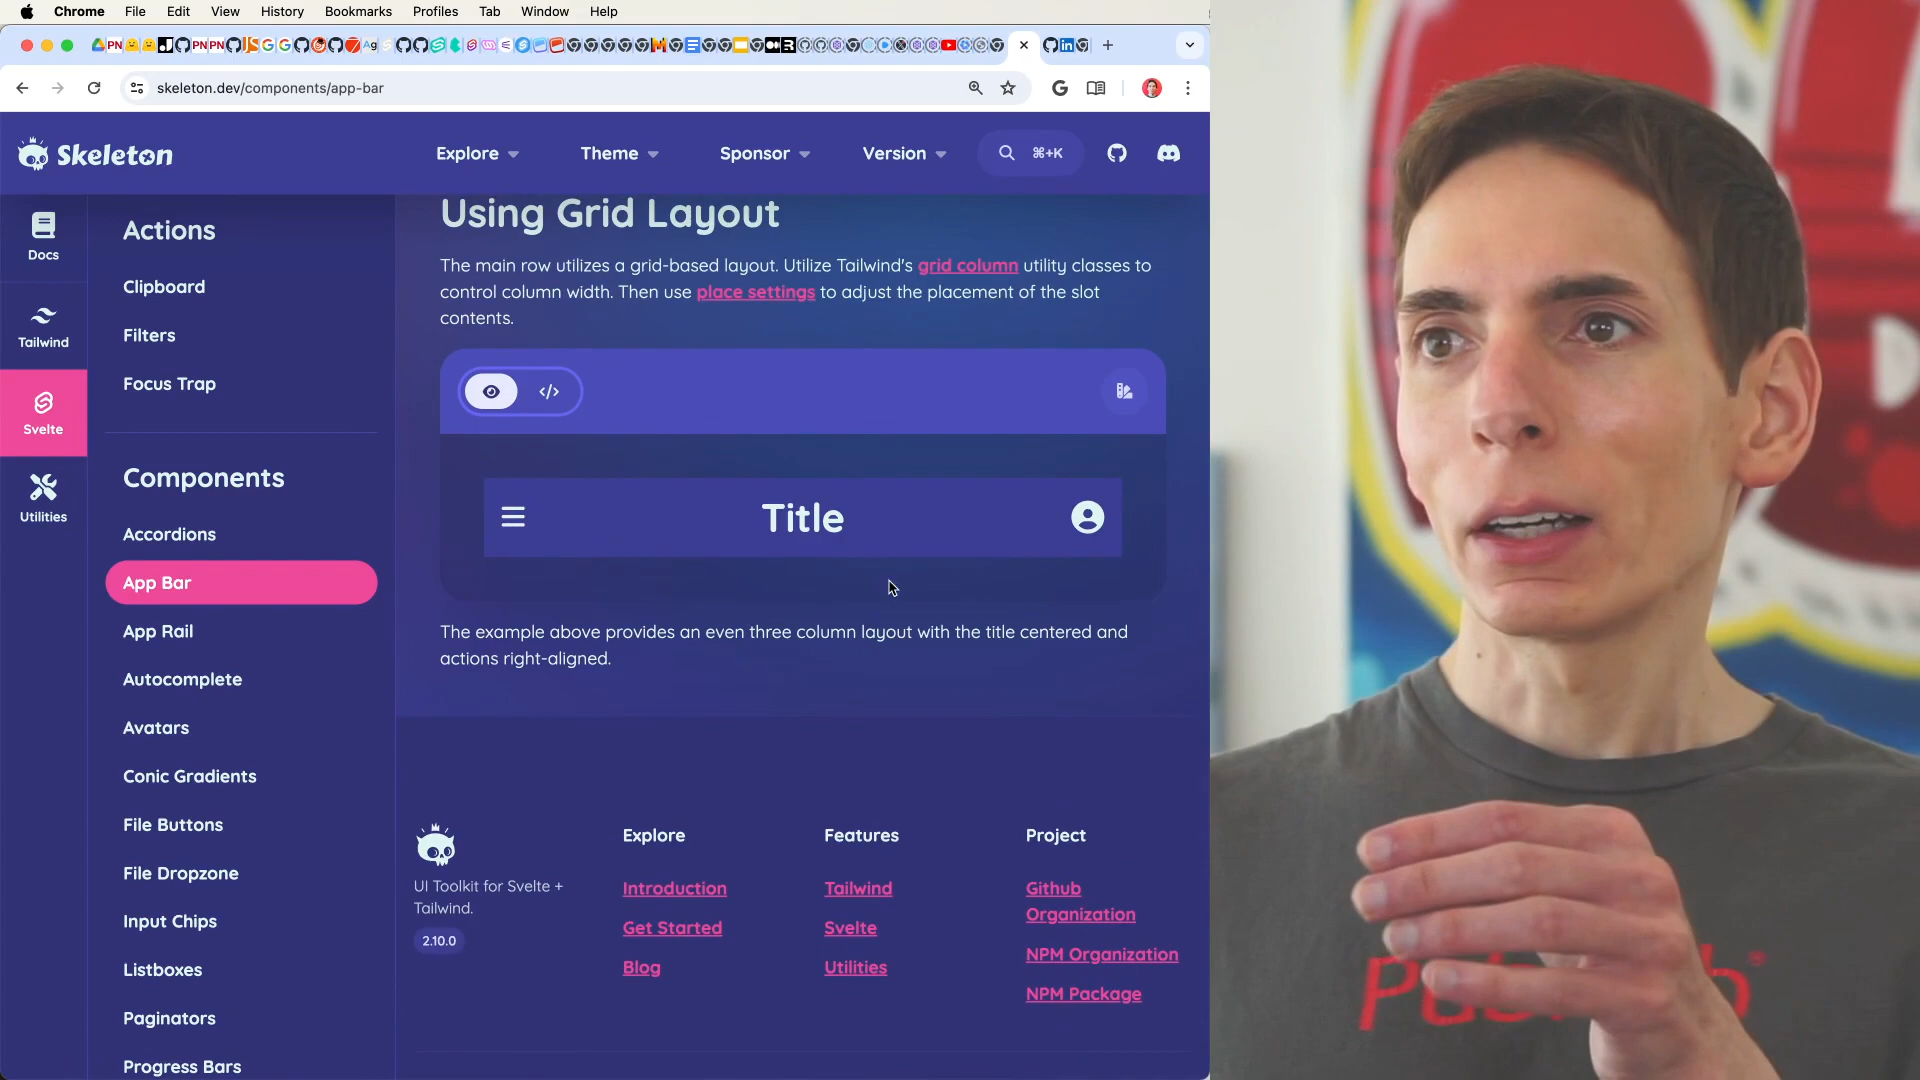 Chrome File Edit View History Bookmarks Profiles Tab Window Help
skeleton.dev/components/app-bar
Skeleton
Explore
Theme
Sponsor
Version
⌘+K
Docs
Tailwind
Svelte
Utilities
Actions
Clipboard
Filters
Focus Trap
Components
Accordions
App Bar
App Rail
Autocomplete
Avatars
Conic Gradients
File Buttons
File Dropzone
Input Chips
Listboxes
Paginators
Progress Bars
Using Grid Layout
The main row utilizes a grid-based layout. Utilize Tailwind's grid column utility classes to
control column width. Then use place settings to adjust the placement of the slot
contents.
Title
The example above provides an even three column layout with the title centered and
actions right-aligned.
UI Toolkit for Svelte +
Tailwind.
2.10.0
Explore
Introduction
Get Started
Blog
Features
Tailwind
Svelte
Utilities
Project
Github
Organization
NPM Organization
NPM Package